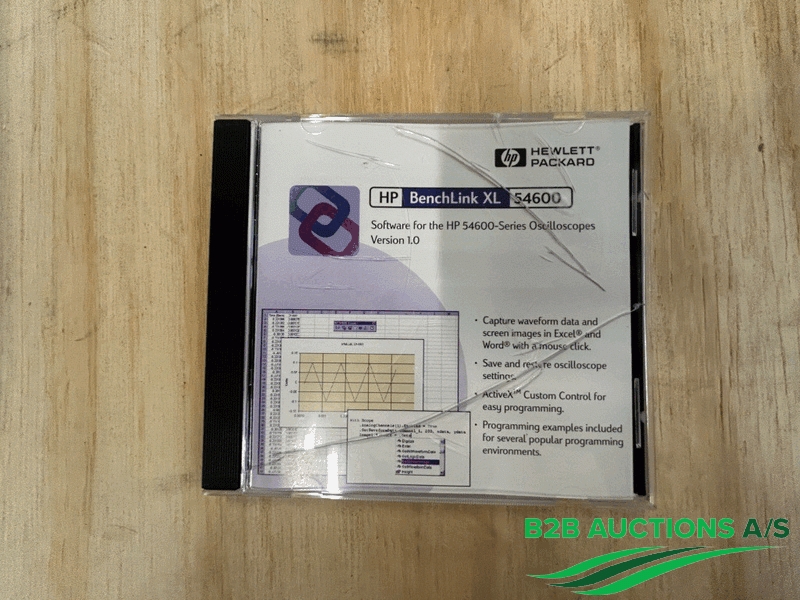 hp HEWLETT®
PACKARD
HP BenchLink XL 54600
Software for the HP 54600-Series Oscilloscopes
Version 1.0
• Capture waveform data and
screen images in Excel® and
Word® with a mouse click.
• Save and restore oscilloscope
settings.
• ActiveX™ Custom Control for
easy programming.
• Programming examples included
for several popular programming
environments.
B2B AUCTIONS A/S